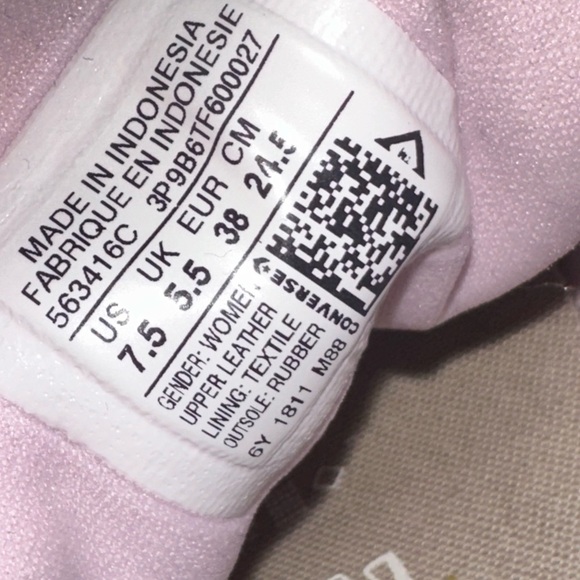 MADE IN INDONESIA
FABRIQUE EN INDONESIE
563416C 3P9B6TF600027
US UK EUR CM
7.5 5.5 38 24.5
GENDER: WOMEN
UPPER LEATHER
LINING: TEXTILE
OUTSOLE: RUBBER
6Y 1811 M88
CONVERSE